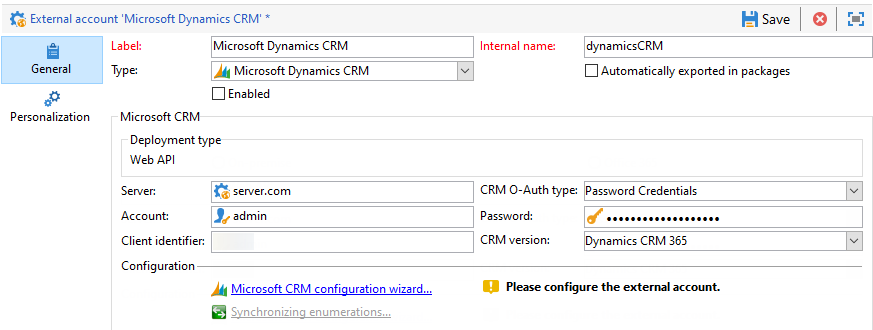 External account 'Microsoft Dynamics CRM' *
Save
General
Personalization
Label: Microsoft Dynamics CRM Internal name: dynamicsCRM
Type: Microsoft Dynamics CRM Automatically exported in packages
Enabled
Microsoft CRM
Deployment type
Web API
Server: server.com CRM O-Auth type: Password Credentials
Account: admin Password: ●●●●●●●●●●●●●●●●●●●
Client identifier: CRM version: Dynamics CRM 365
Configuration
Microsoft CRM configuration wizard... Please configure the external account.
Synchronizing enumerations...